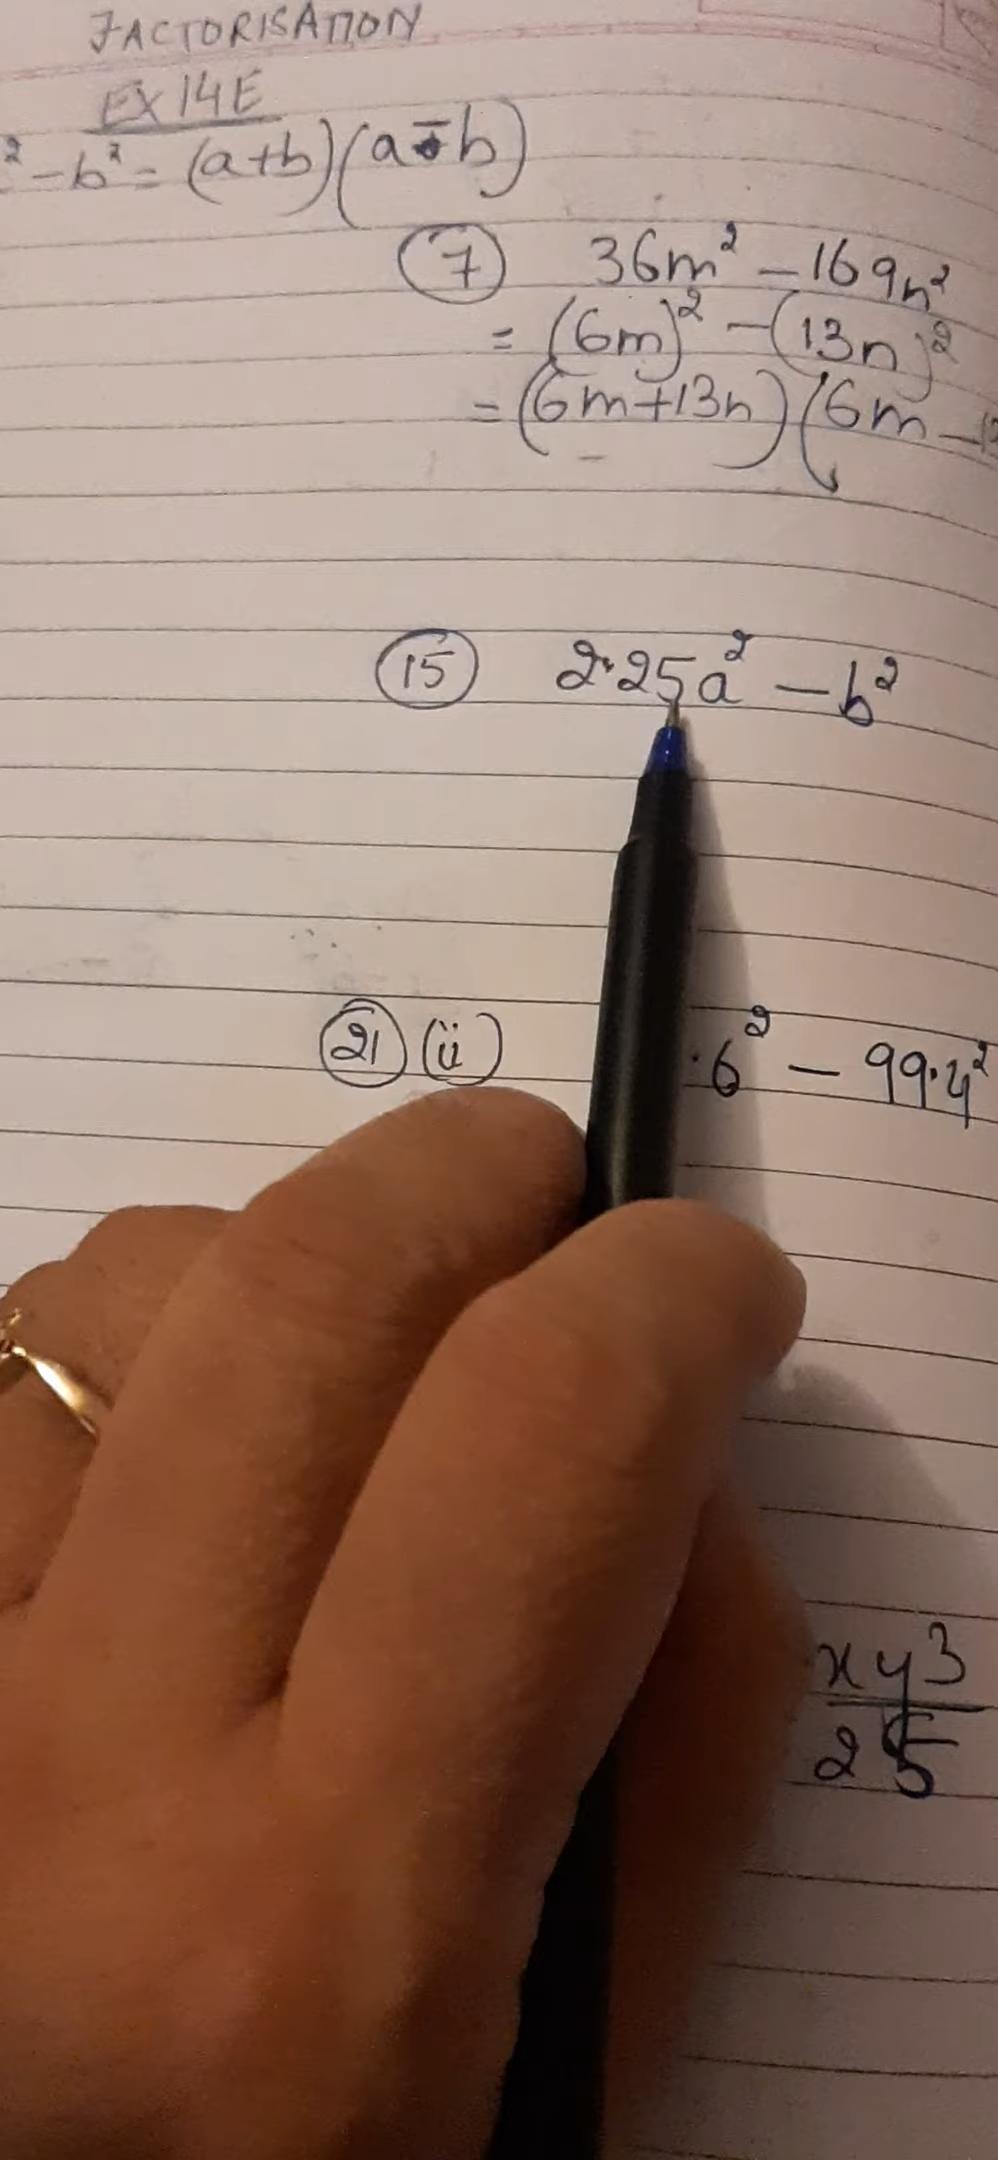 FACTORISATION
EX 14E
² - b² = (a+b)(a-b)
7 36m² - 169n²
= (6m)² - (13n)²
= (6m+13n)(6m -
15 2.25a² - b²
21 (ii) .6² - 99.4²
xy3
25